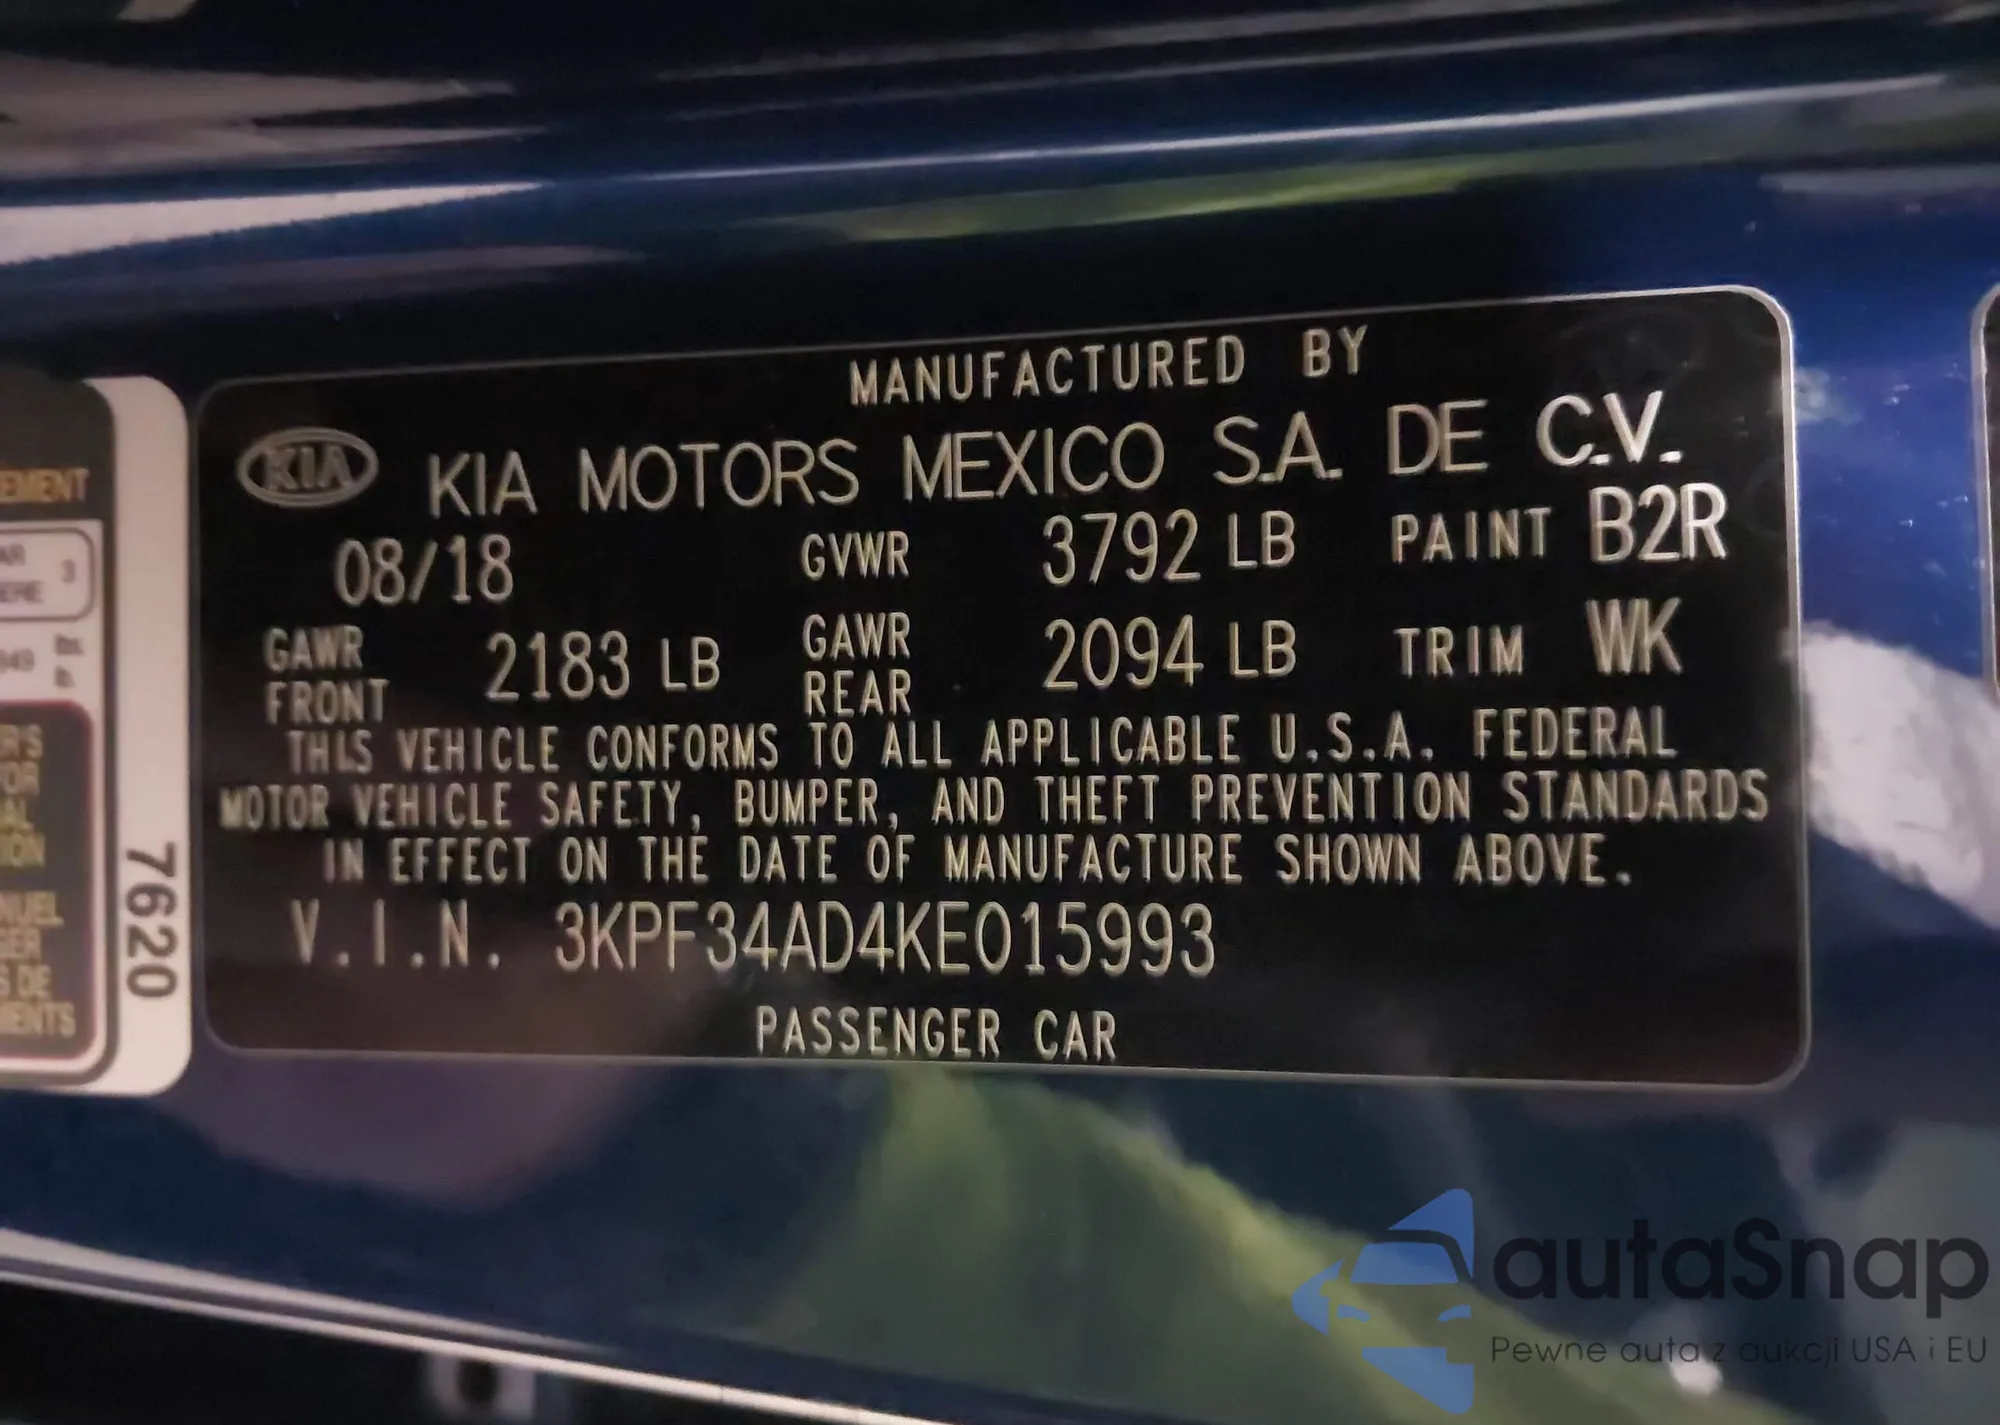 MANUFACTURED BY
KIA KIA MOTORS MEXICO S.A. DE C.V.
08/18 GVWR 3792 LB PAINT B2R
GAWR FRONT 2183 LB GAWR REAR 2094 LB TRIM WK
THIS VEHICLE CONFORMS TO ALL APPLICABLE U.S.A. FEDERAL
MOTOR VEHICLE SAFETY, BUMPER, AND THEFT PREVENTION STANDARDS
IN EFFECT ON THE DATE OF MANUFACTURE SHOWN ABOVE.
V.I.N. 3KPF34AD4KE015993
PASSENGER CAR
7620
autaSnap
Pewne auta z aukcji USA i EU